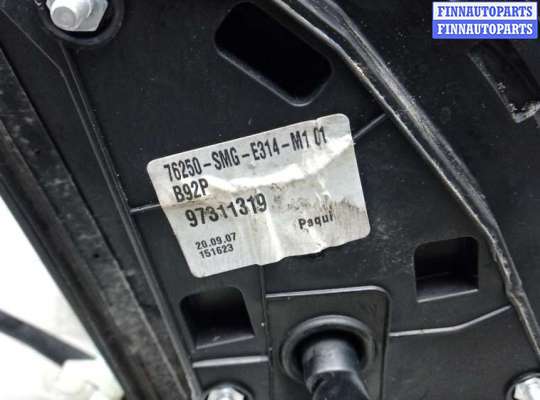 FINNAUTOPARTS
FINNAUTOPARTS
76250-SMG-E314-M1 01
B92P
97311319
Paqui
20.09.07
151623